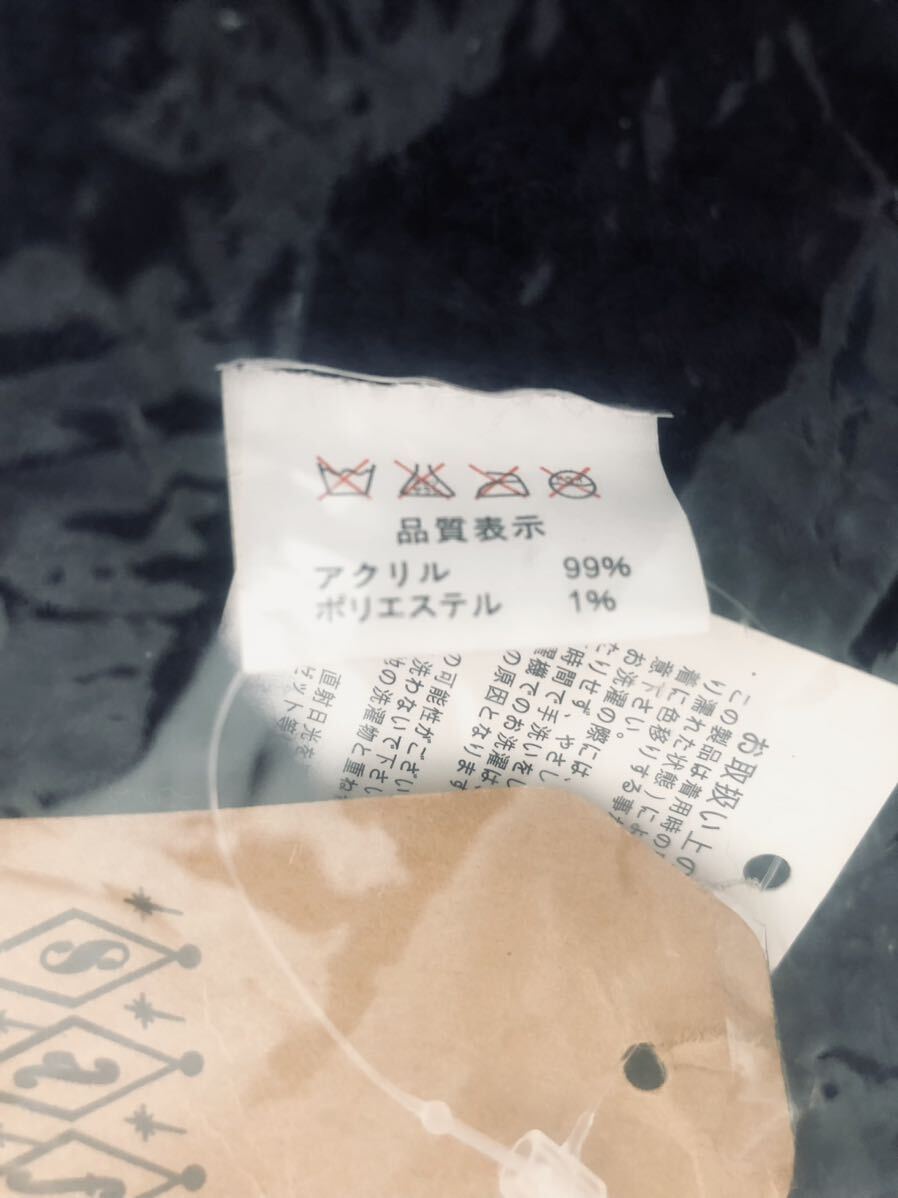 品質表示
アクリル 99%
ポリエステル 1%
お取扱い上の
この製品は着用時の
り濡れた状態)によ
着に色移りする事
意下さい。
お洗濯の際には、
たりせず、やさし
時間で手洗いをし
濯機でのお洗濯は
の原因となります
の可能性がござい
洗わないで下さい
の洗濯物と重ね
直射日光を
ケット等